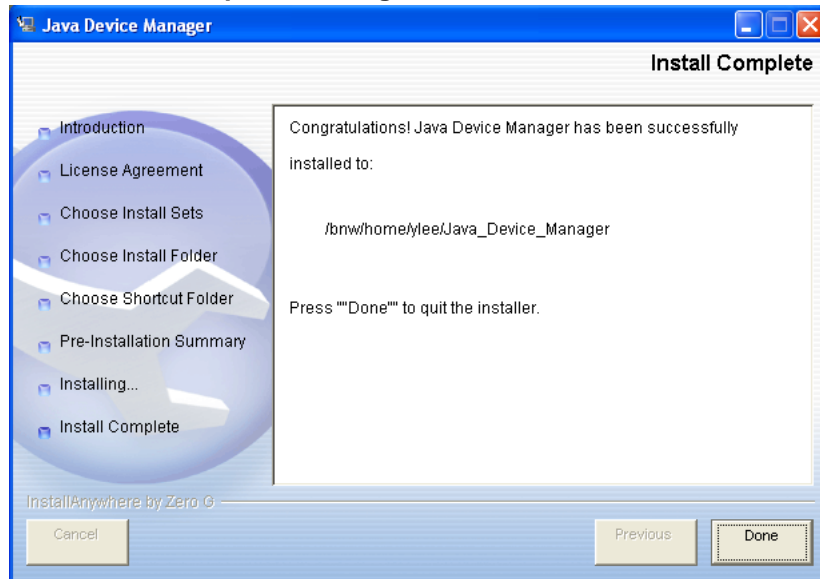 Java Device Manager
Install Complete
Introduction
License Agreement
Choose Install Sets
Choose Install Folder
Choose Shortcut Folder
Pre-Installation Summary
Installing...
Install Complete
Congratulations! Java Device Manager has been successfully
installed to:
/bnw/home/ylee/Java_Device_Manager
Press ""Done"" to quit the installer.
InstallAnywhere by Zero G
Cancel
Previous
Done